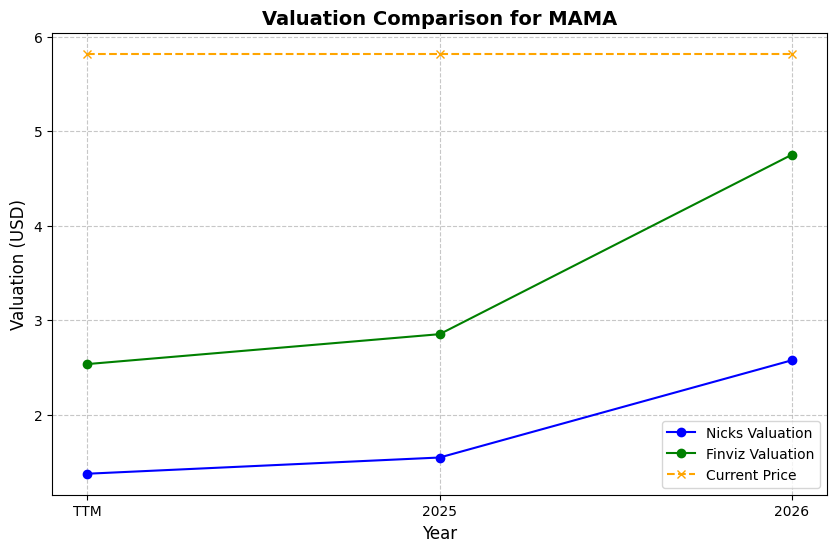 Valuation Comparison for MAMA
Valuation (USD)
6
5
4
3
2
TTM
2025
2026
Year
Nicks Valuation
Finviz Valuation
Current Price